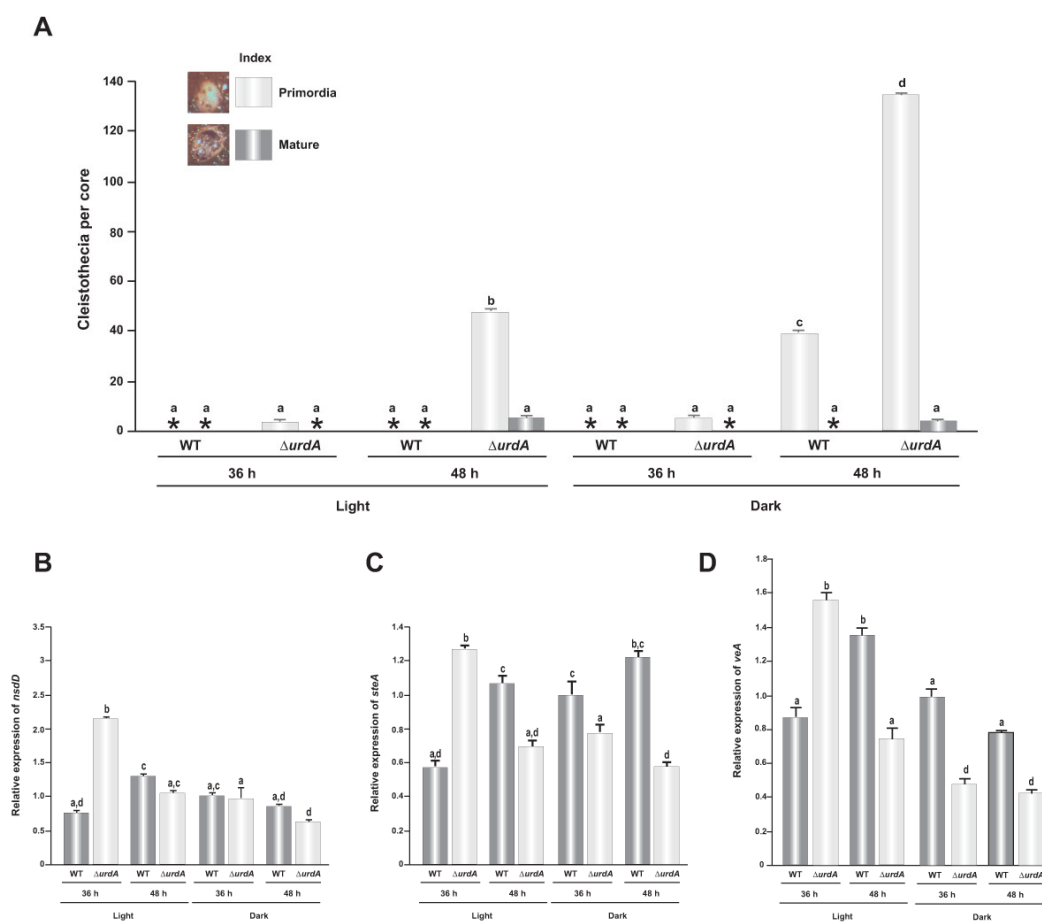 A
Index
Primordia
Mature
Cleistothecia per core
140
120
100
80
60
40
20
0
a a a a a a b a a a a a c a d a
* * * * * * * * *
WT ΔurdA WT ΔurdA WT ΔurdA WT ΔurdA
36 h 48 h 36 h 48 h
Light Dark
B
Relative expression of nsdD
3.5
3
2.5
2.0
1.5
1.0
0.5
0
a,d b c a,c a,c a a,d d
WT ΔurdA WT ΔurdA WT ΔurdA WT ΔurdA
36 h 48 h 36 h 48 h
Light Dark
C
Relative expression of steA
1.4
1.2
1.0
0.8
0.6
0.4
0.2
0
a,d b c a,d c a b,c d
WT ΔurdA WT ΔurdA WT ΔurdA WT ΔurdA
36 h 48 h 36 h 48 h
Light Dark
D
Relative expression of veA
1.8
1.6
1.4
1.2
1.0
0.8
0.6
0.4
0.2
0
a b b a a d a d
WT ΔurdA WT ΔurdA WT ΔurdA WT ΔurdA
36 h 48 h 36 h 48 h
Light Dark